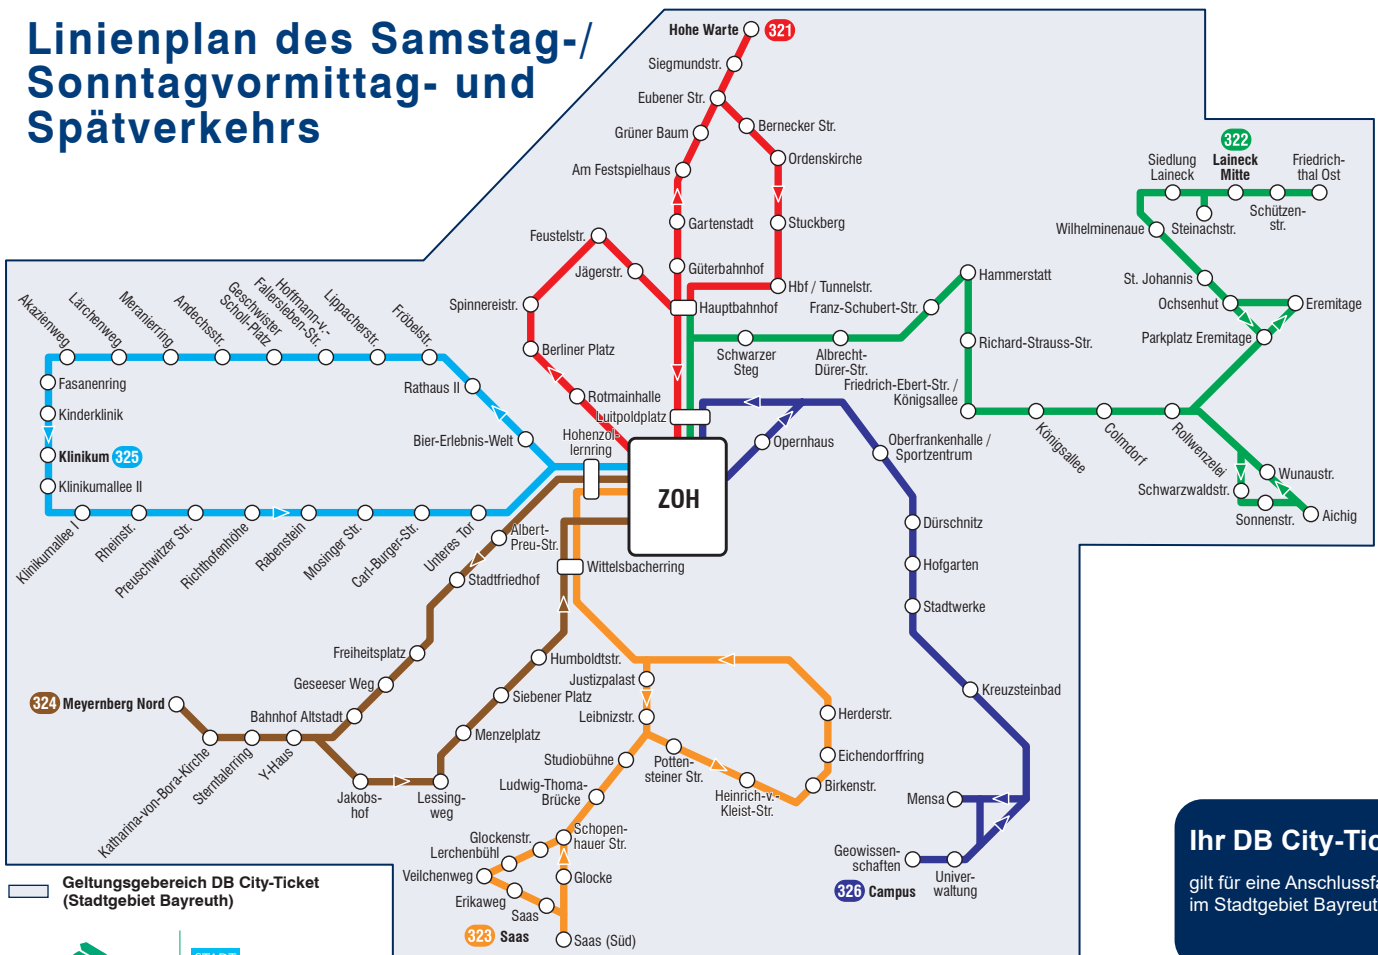 Linienplan des Samstag-/
Sonntagvormittag- und
Spätverkehrs
Hohe Warte
321
Siegmundstr.
Eubener Str.
Grüner Baum
Bernecker Str.
Am Festspielhaus
Ordenskirche
Gartenstadt
Stuckberg
Feustelstr.
Jägerstr.
Güterbahnhof
Hbf / Tunnelstr.
Spinnereistr.
Hauptbahnhof
Berliner Platz
Rotmainhalle
Luitpoldplatz
Hohenzol-
lernring
ZOH
322
Siedlung
Laineck
Laineck
Mitte
Friedrich-
thal Ost
Schützen-
str.
Steinachstr.
Wilhelminenaue
St. Johannis
Ochsenhut
Eremitage
Parkplatz Eremitage
Hammerstatt
Franz-Schubert-Str.
Richard-Strauss-Str.
Schwarzer
Steg
Albrecht-
Dürer-Str.
Friedrich-Ebert-Str. /
Königsallee
Königsallee
Colmdorf
Rollwenzelei
Wunaustr.
Schwarzwaldstr.
Sonnenstr.
Aichig
Akazienweg
Lärchenweg
Meranierring
Andechsstr.
Geschwister
Scholl-Platz
Hoffmann-v.-
Fallersleben-Str.
Lippacherstr.
Fröbelstr.
Rathaus II
Bier-Erlebnis-Welt
Fasanenring
Kinderklinik
Klinikum
325
Klinikumallee II
Klinikumallee I
Rheinstr.
Preuschwitzer Str.
Richthofenhöhe
Rabenstein
Mosinger Str.
Carl-Burger-Str.
Unteres Tor
Albert-
Preu-Str.
Stadtfriedhof
Wittelsbacherring
Freiheitsplatz
Geseeser Weg
Bahnhof Altstadt
324
Meyernberg Nord
Katharina-von-Bora-Kirche
Sterntalerring
Y-Haus
Jakobs-
hof
Lessing-
weg
Menzelplatz
Siebener Platz
Humboldtstr.
Justizpalast
Leibnizstr.
Studiobühne
Ludwig-Thoma-
Brücke
Schopen-
hauer Str.
Glockenstr.
Lerchenbühl
Veilchenweg
Erikaweg
Saas
Glocke
Saas (Süd)
323
Saas
Potten-
steiner Str.
Heinrich-v.-
Kleist-Str.
Birkenstr.
Eichendorffring
Herderstr.
Opernhaus
Oberfrankenhalle /
Sportzentrum
Dürschnitz
Hofgarten
Stadtwerke
Kreuzsteinbad
Mensa
Geowissen-
schaften
Univer-
waltung
326
Campus
Geltungsgebereich DB City-Ticket
(Stadtgebiet Bayreuth)
STADT
Ihr DB City-Tic
gilt für eine Anschlussfa
im Stadtgebiet Bayreut